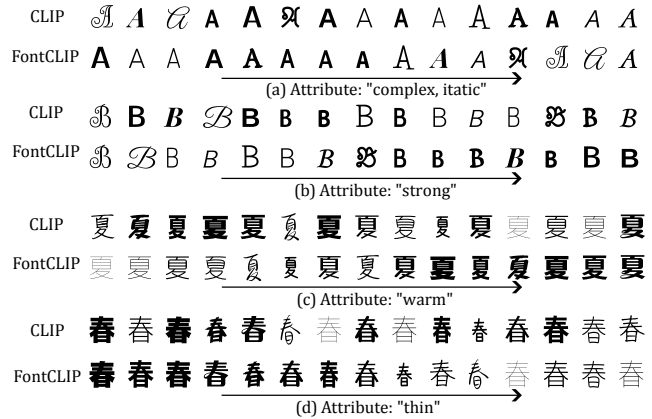 CLIP A A A A A A A A A A A A A A A
FontCLIP A A A A A A A A A A A A A A A
(a) Attribute: "complex, itatic"
CLIP B B B B B B B B B B B B B B B
FontCLIP B B B B B B B B B B B B B B B
(b) Attribute: "strong"
CLIP 夏 夏 夏 夏 夏 夏 夏 夏 夏 夏 夏 夏 夏 夏 夏
FontCLIP 夏 夏 夏 夏 夏 夏 夏 夏 夏 夏 夏 夏 夏 夏 夏
(c) Attribute: "warm"
CLIP 春 春 春 春 春 春 春 春 春 春 春 春 春 春 春
FontCLIP 春 春 春 春 春 春 春 春 春 春 春 春 春 春 春
(d) Attribute: "thin"